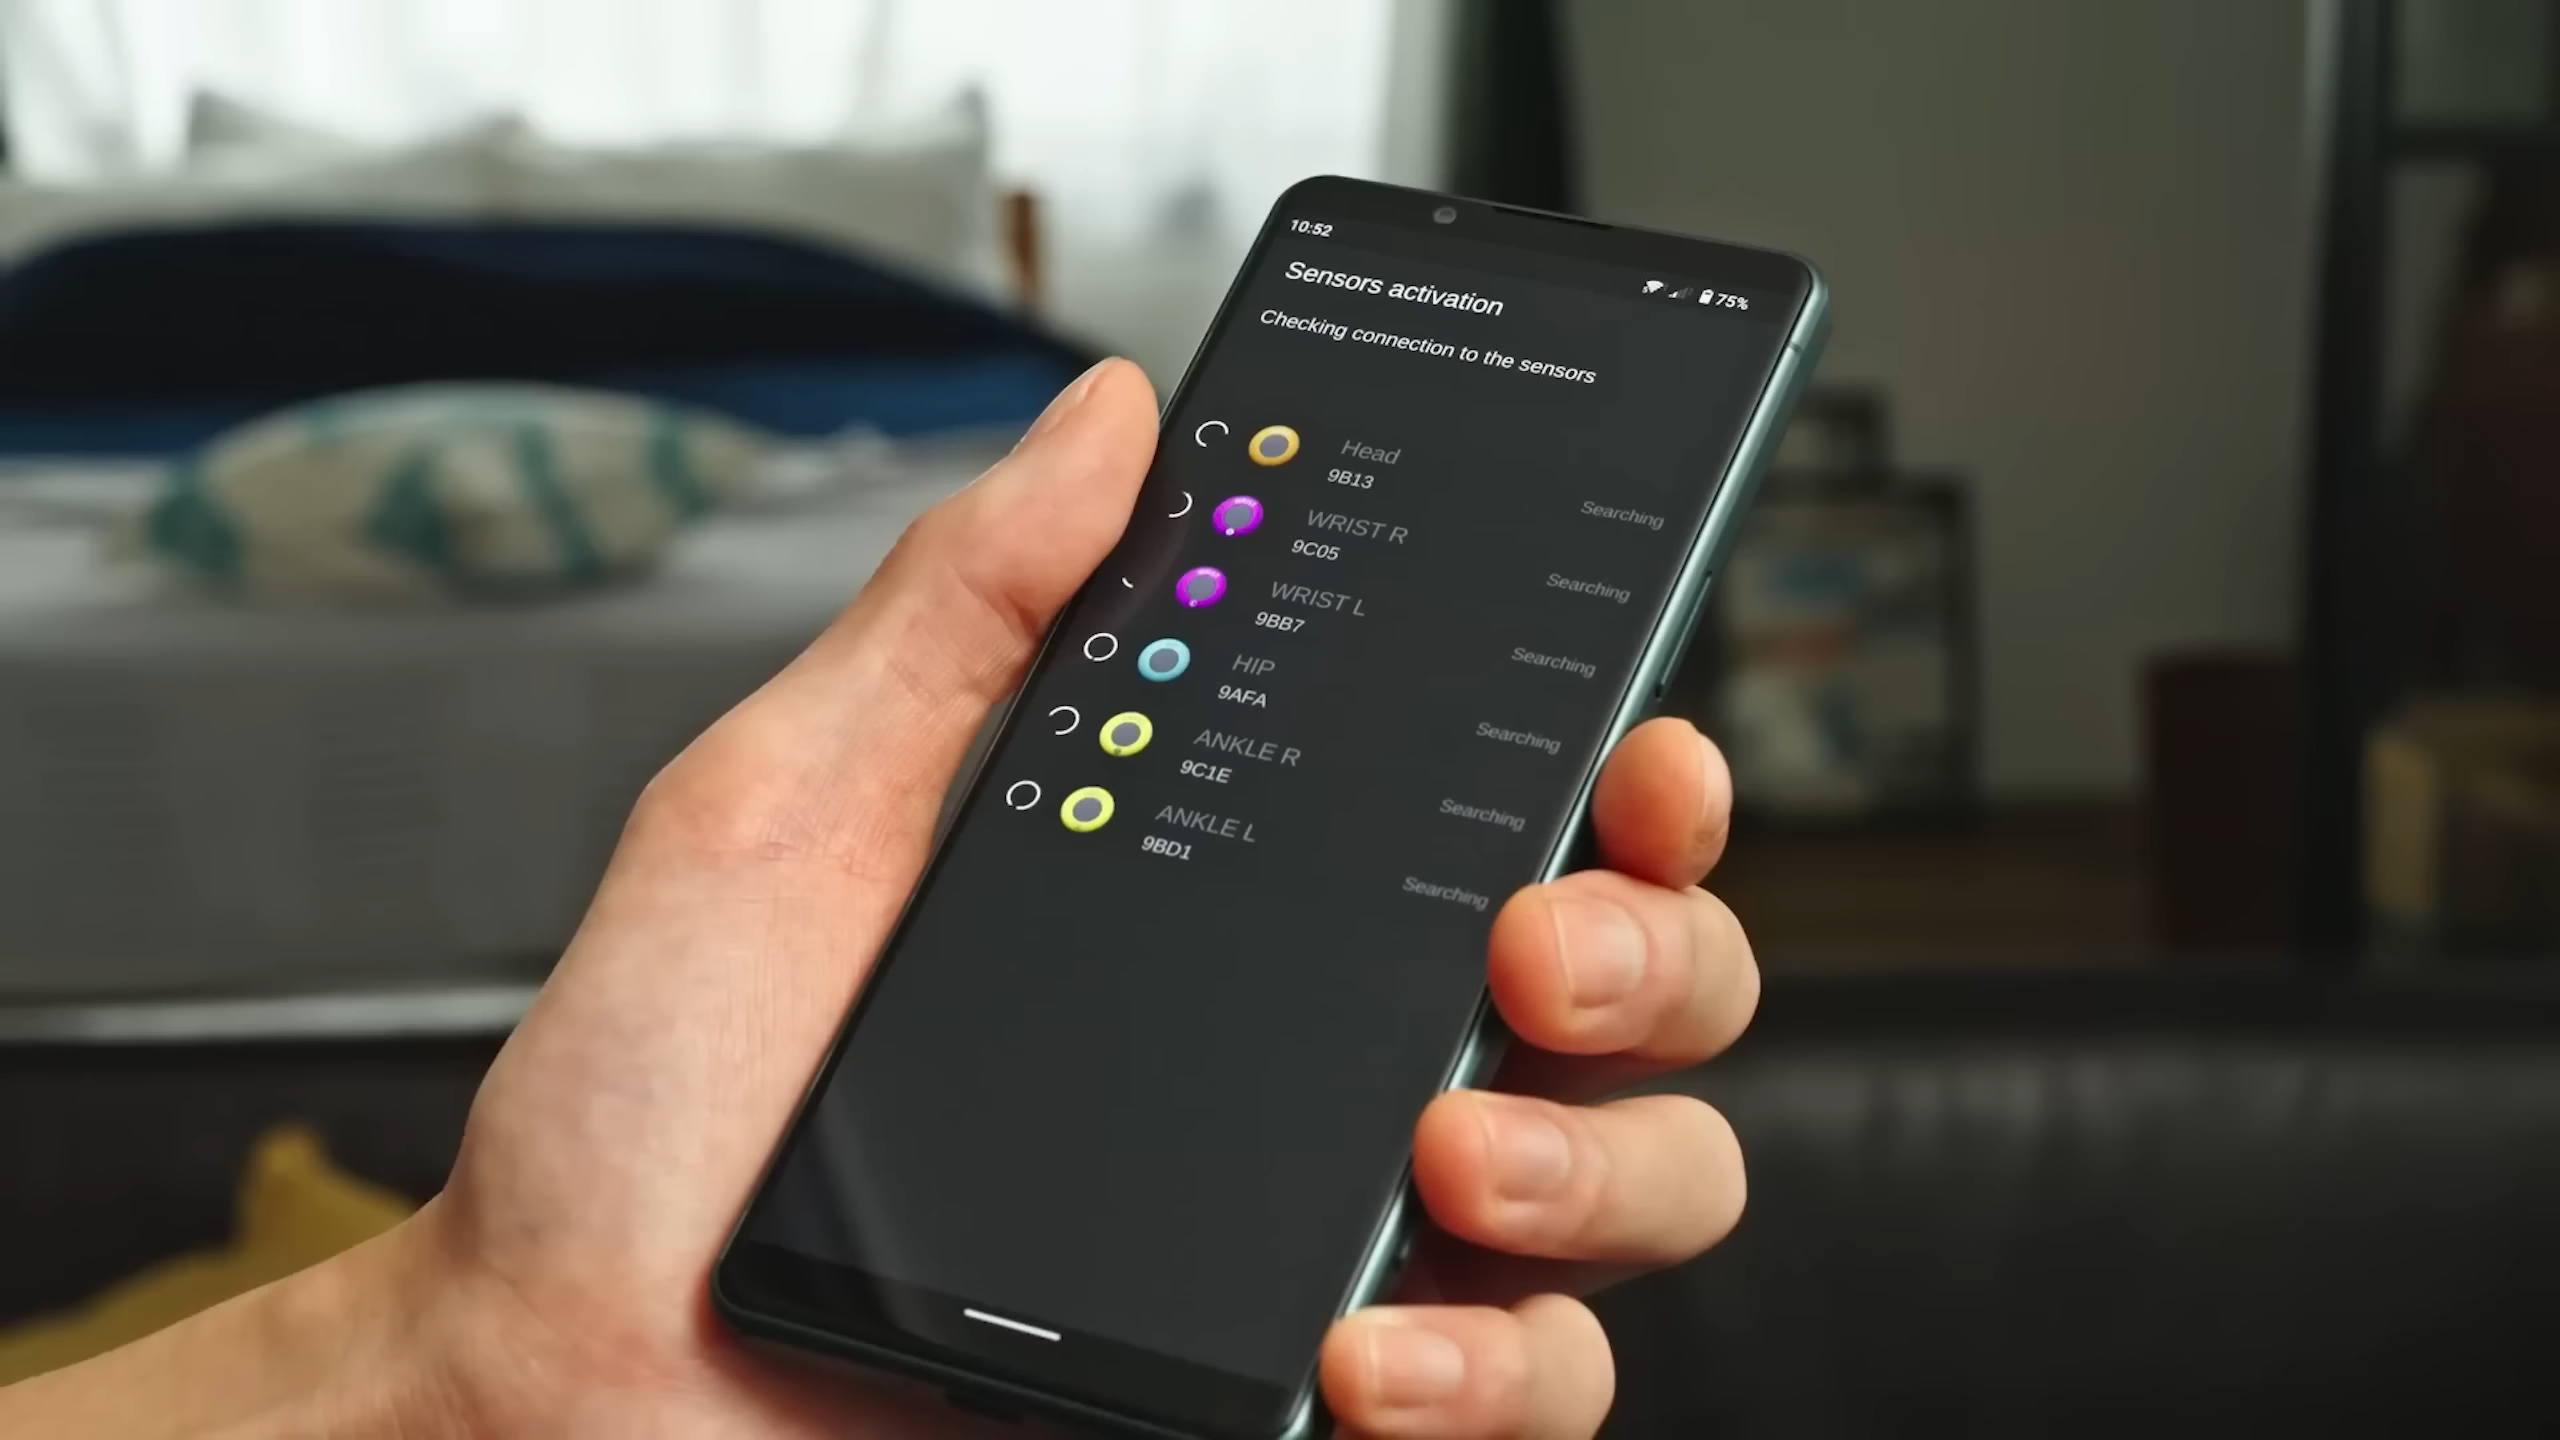 10:52
75%
Sensors activation
Checking connection to the sensors
Head
9B13
Searching
WRIST R
9C05
Searching
WRIST L
9BB7
Searching
HIP
9AFA
Searching
ANKLE R
9C1E
Searching
ANKLE L
9BD1
Searching